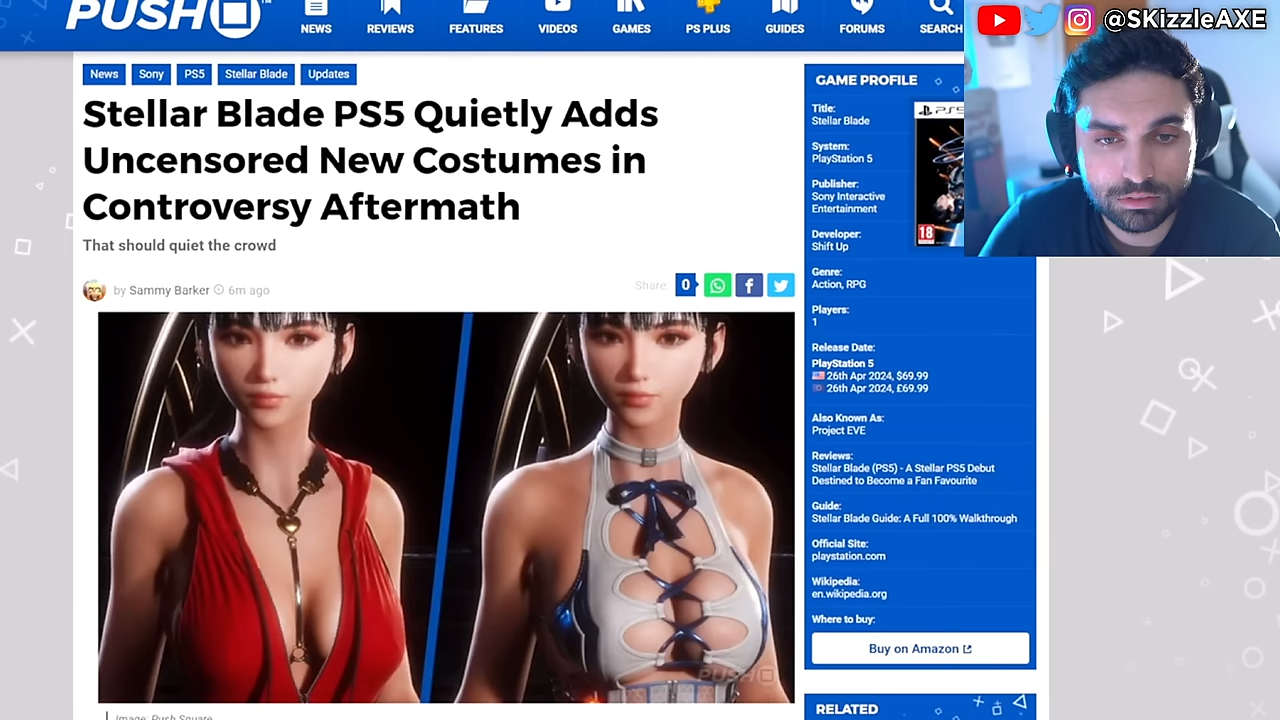 PUSH
NEWS
REVIEWS
FEATURES
VIDEOS
GAMES
PS PLUS
GUIDES
FORUMS
SEARCH
@SKizzleAXE
News
Sony
PS5
Stellar Blade
Updates
Stellar Blade PS5 Quietly Adds
Uncensored New Costumes in
Controversy Aftermath
That should quiet the crowd
by Sammy Barker 6m ago
Share:
0
PUSH
Image: Push Square
GAME PROFILE
Title:
Stellar Blade
System:
PlayStation 5
Publisher:
Sony Interactive
Entertainment
Developer:
Shift Up
Genre:
Action, RPG
Players:
1
Release Date:
PlayStation 5
26th Apr 2024, $69.99
26th Apr 2024, £69.99
Also Known As:
Project EVE
Reviews:
Stellar Blade (PS5) - A Stellar PS5 Debut
Destined to Become a Fan Favourite
Guide:
Stellar Blade Guide: A Full 100% Walkthrough
Official Site:
playstation.com
Wikipedia:
en.wikipedia.org
Where to buy:
Buy on Amazon
RELATED
PS5
18